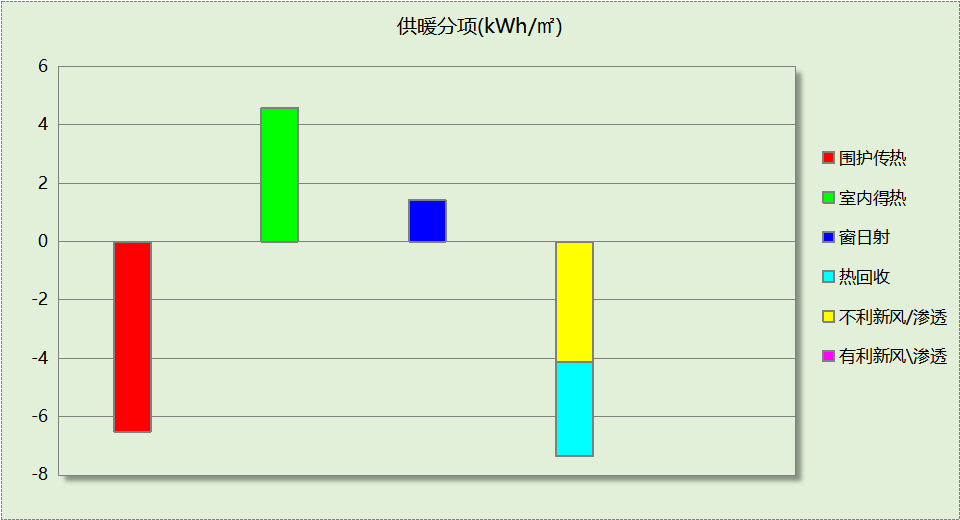 供暖分项(kWh/㎡)
6
4
2
0
-2
-4
-6
-8
围护传热
室内得热
窗日射
热回收
不利新风/渗透
有利新风\渗透